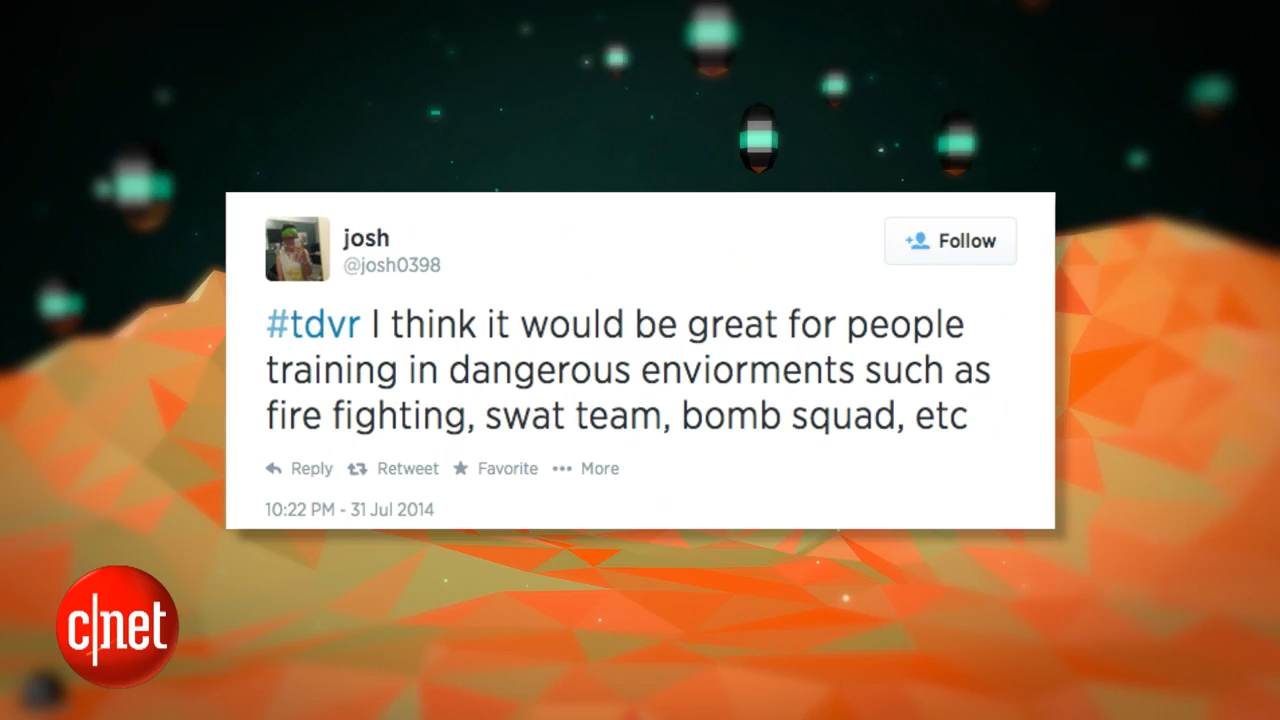 josh
@josh0398
Follow
#tdvr I think it would be great for people
training in dangerous enviorments such as
fire fighting, swat team, bomb squad, etc
Reply Retweet Favorite More
10:22 PM - 31 Jul 2014
c|net